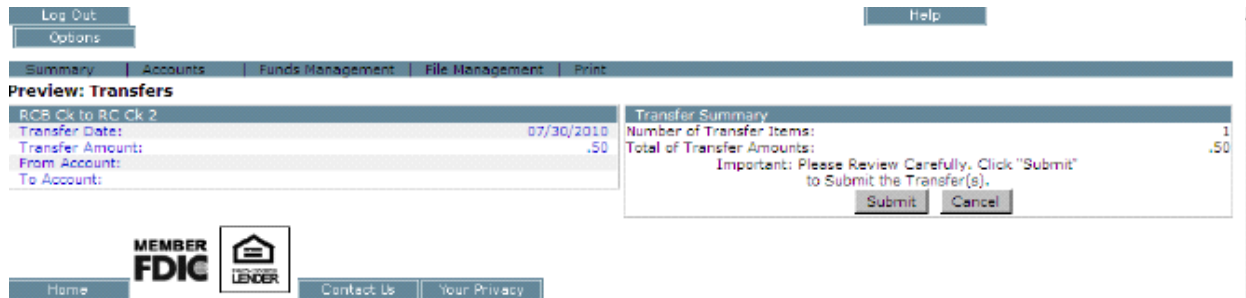 Log Out
Help
Options
Summary | Accounts | Funds Management | File Management | Print
Preview: Transfers
RCB Ck to RC Ck 2
Transfer Date: 07/30/2010
Transfer Amount: .50
From Account:
To Account:
Transfer Summary
Number of Transfer Items: 1
Total of Transfer Amounts: .50
Important: Please Review Carefully. Click "Submit"
to Submit the Transfer(s).
Submit Cancel
MEMBER
FDIC
LENDER
Home
Contact Us
Your Privacy